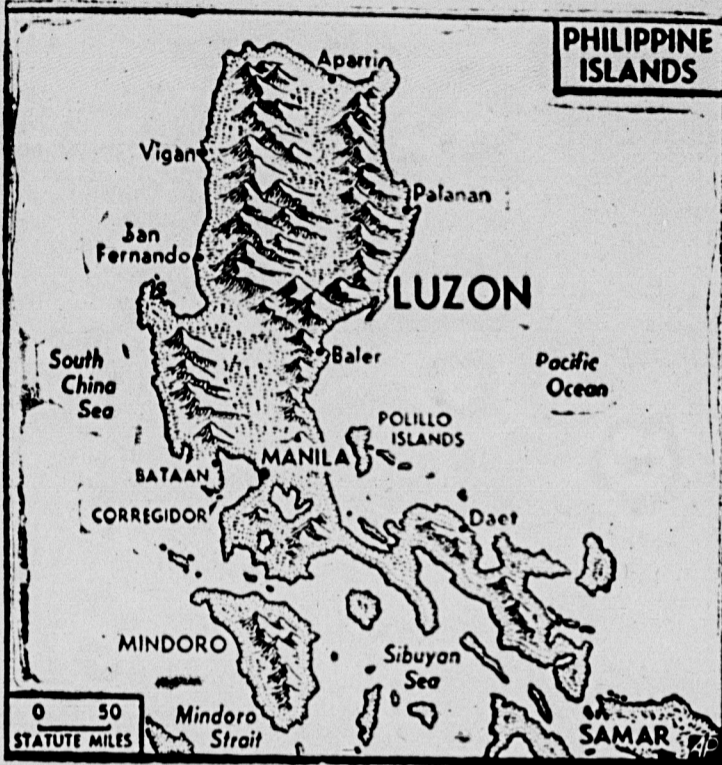 PHILIPPINE
ISLANDS
Aparri
Vigan
Palanan
San
Fernando
LUZON
Baler
South
China
Sea
Pacific
Ocean
POLILLO
ISLANDS
MANILA
BATAAN
CORREGIDOR
Daet
MINDORO
Sibuyan
Sea
Mindoro
Strait
0 50
STATUTE MILES
SAMAR
AP